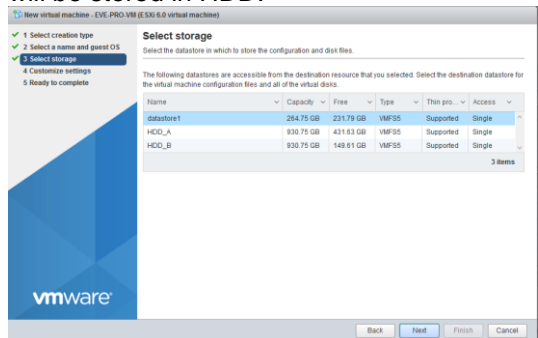 will be stored in HDD.
New virtual machine - EVE-PRO-VM (ESXi 6.0 virtual machine)
1 Select creation type
2 Select a name and guest OS
3 Select storage
4 Customize settings
5 Ready to complete
Select storage
Select the datastore in which to store the configuration and disk files.
The following datastores are accessible from the destination resource that you selected. Select the destination datastore for
the virtual machine configuration files and all of the virtual disks.
Name Capacity Free Type Thin pro... Access
datastore1 264.75 GB 231.79 GB VMFS5 Supported Single
HDD_A 930.75 GB 431.63 GB VMFS5 Supported Single
HDD_B 930.75 GB 149.61 GB VMFS5 Supported Single
3 items
vmware
Back Next Finish Cancel